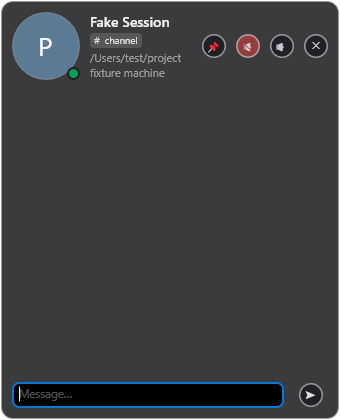 P
Fake Session
# channel
/Users/test/project
fixture machine
Message...